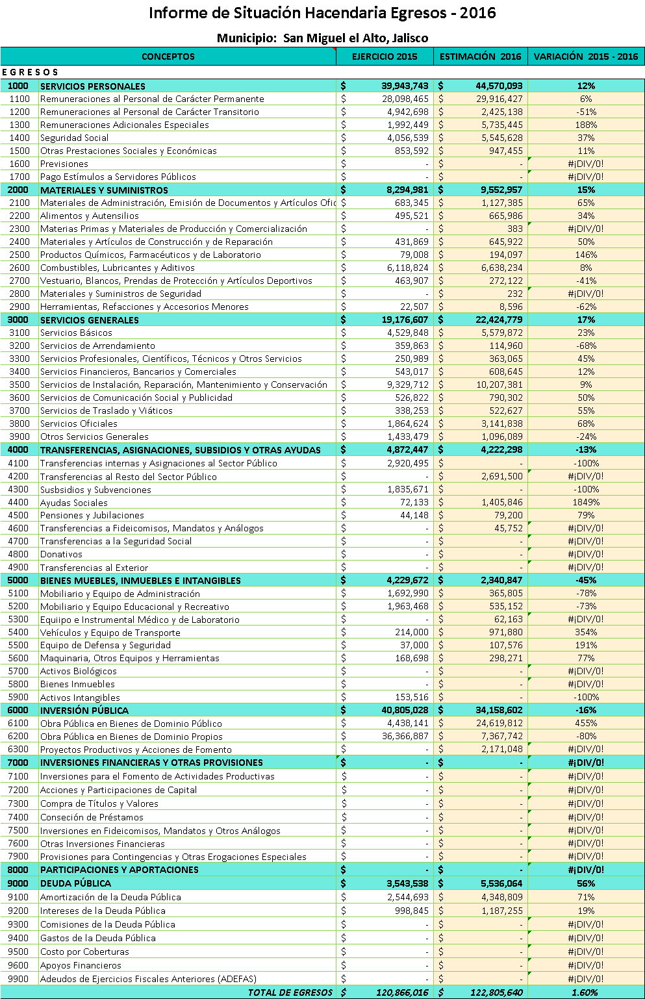 Informe de Situación Hacendaria Egresos - 2016
Municipio: San Miguel el Alto, Jalisco
CONCEPTOS EJERCICIO 2015 ESTIMACIÓN 2016 VARIACIÓN 2015 - 2016
E G R E S O S
1000 SERVICIOS PERSONALES $ 39,943,743 $ 44,570,093 12%
1100 Remuneraciones al Personal de Carácter Permanente $ 28,098,465 $ 29,916,427 6%
1200 Remuneraciones al Personal de Carácter Transitorio $ 4,942,698 $ 2,425,138 -51%
1300 Remuneraciones Adicionales Especiales $ 1,992,449 $ 5,735,445 188%
1400 Seguridad Social $ 4,056,539 $ 5,545,628 37%
1500 Otras Prestaciones Sociales y Económicas $ 853,592 $ 947,455 11%
1600 Previsiones $ - $ - #¡DIV/0!
1700 Pago Estímulos a Servidores Públicos $ - $ - #¡DIV/0!
2000 MATERIALES Y SUMINISTROS $ 8,294,981 $ 9,552,957 15%
2100 Materiales de Administración, Emisión de Documentos y Artículos Ofic $ 683,345 $ 1,127,385 65%
2200 Alimentos y Autensilios $ 495,521 $ 665,986 34%
2300 Materias Primas y Materiales de Producción y Comercialización $ - $ 383 #¡DIV/0!
2400 Materiales y Artículos de Construcción y de Reparación $ 431,869 $ 645,922 50%
2500 Productos Químicos, Farmacéuticos y de Laboratorio $ 79,008 $ 194,097 146%
2600 Combustibles, Lubricantes y Aditivos $ 6,118,824 $ 6,638,234 8%
2700 Vestuario, Blancos, Prendas de Protección y Artículos Deportivos $ 463,907 $ 272,122 -41%
2800 Materiales y Suministros de Seguridad $ - $ 232 #¡DIV/0!
2900 Herramientas, Refacciones y Accesorios Menores $ 22,507 $ 8,596 -62%
3000 SERVICIOS GENERALES $ 19,176,607 $ 22,424,779 17%
3100 Servicios Básicos $ 4,529,848 $ 5,579,872 23%
3200 Servicios de Arrendamiento $ 359,863 $ 114,960 -68%
3300 Servicios Profesionales, Científicos, Técnicos y Otros Servicios $ 250,989 $ 363,065 45%
3400 Servicios Financieros, Bancarios y Comerciales $ 543,017 $ 608,645 12%
3500 Servicios de Instalación, Reparación, Mantenimiento y Conservación $ 9,329,712 $ 10,207,381 9%
3600 Servicios de Comunicación Social y Publicidad $ 526,822 $ 790,302 50%
3700 Servicios de Traslado y Viáticos $ 338,253 $ 522,627 55%
3800 Servicios Oficiales $ 1,864,624 $ 3,141,838 68%
3900 Otros Servicios Generales $ 1,433,479 $ 1,096,089 -24%
4000 TRANSFERENCIAS, ASIGNACIONES, SUBSIDIOS Y OTRAS AYUDAS $ 4,872,447 $ 4,222,298 -13%
4100 Transferencias internas y Asignaciones al Sector Público $ 2,920,495 $ - -100%
4200 Transferencias al Resto del Sector Público $ - $ 2,691,500 #¡DIV/0!
4300 Susbsidios y Subvenciones $ 1,835,671 $ - -100%
4400 Ayudas Sociales $ 72,133 $ 1,405,846 1849%
4500 Pensiones y Jubilaciones $ 44,148 $ 79,200 79%
4600 Transferencias a Fideicomisos, Mandatos y Análogos $ - $ 45,752 #¡DIV/0!
4700 Transferencias a la Seguridad Social $ - $ - #¡DIV/0!
4800 Donativos $ - $ - #¡DIV/0!
4900 Transferencias al Exterior $ - $ - #¡DIV/0!
5000 BIENES MUEBLES, INMUEBLES E INTANGIBLES $ 4,229,672 $ 2,340,847 -45%
5100 Mobiliario y Equipo de Administración $ 1,692,990 $ 365,805 -78%
5200 Mobiliario y Equipo Educacional y Recreativo $ 1,963,468 $ 535,152 -73%
5300 Equiipo e Instrumental Médico y de Laboratorio $ - $ 62,163 #¡DIV/0!
5400 Vehículos y Equipo de Transporte $ 214,000 $ 971,880 354%
5500 Equipo de Defensa y Seguridad $ 37,000 $ 107,576 191%
5600 Maquinaria, Otros Equipos y Herramientas $ 168,698 $ 298,271 77%
5700 Activos Biológicos $ - $ - #¡DIV/0!
5800 Bienes Inmuebles $ - $ - #¡DIV/0!
5900 Activos Intangibles $ 153,516 $ - -100%
6000 INVERSIÓN PÚBLICA $ 40,805,028 $ 34,158,602 -16%
6100 Obra Pública en Bienes de Dominio Público $ 4,438,141 $ 24,619,812 455%
6200 Obra Pública en Bienes de Dominio Propios $ 36,366,887 $ 7,367,742 -80%
6300 Proyectos Productivos y Acciones de Fomento $ - $ 2,171,048 #¡DIV/0!
7000 INVERSIONES FINANCIERAS Y OTRAS PROVISIONES $ - $ - #¡DIV/0!
7100 Inversiones para el Fomento de Actividades Productivas $ - $ - #¡DIV/0!
7200 Acciones y Participaciones de Capital $ - $ - #¡DIV/0!
7300 Compra de Títulos y Valores $ - $ - #¡DIV/0!
7400 Conseción de Préstamos $ - $ - #¡DIV/0!
7500 Inversiones en Fideicomisos, Mandatos y Otros Análogos $ - $ - #¡DIV/0!
7600 Otras Inversiones Financieras $ - $ - #¡DIV/0!
7900 Provisiones para Contingencias y Otras Erogaciones Especiales $ - $ - #¡DIV/0!
8000 PARTICIPACIONES Y APORTACIONES $ - $ - #¡DIV/0!
9000 DEUDA PÚBLICA $ 3,543,538 $ 5,536,064 56%
9100 Amortización de la Deuda Pública $ 2,544,693 $ 4,348,809 71%
9200 Intereses de la Deuda Pública $ 998,845 $ 1,187,255 19%
9300 Comisiones de la Deuda Pública $ - $ - #¡DIV/0!
9400 Gastos de la Deuda Pública $ - $ - #¡DIV/0!
9500 Costo por Coberturas $ - $ - #¡DIV/0!
9600 Apoyos Financieros $ - $ - #¡DIV/0!
9900 Adeudos de Ejercicios Fiscales Anteriores (ADEFAS) $ - $ - #¡DIV/0!
TOTAL DE EGRESOS $ 120,866,016 $ 122,805,640 1.60%